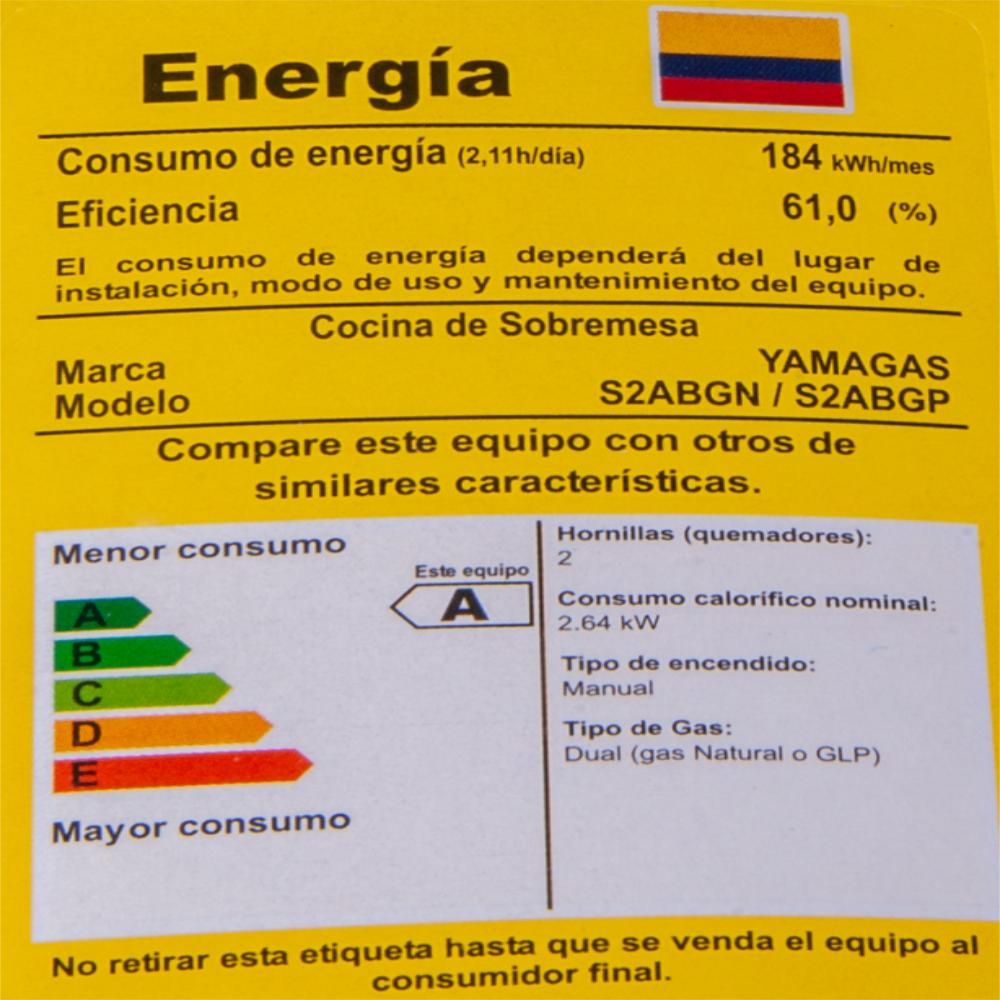 Energía
Consumo de energía (2,11h/día) 184 kWh/mes
Eficiencia 61,0 (%)
El consumo de energía dependerá del lugar de
instalación, modo de uso y mantenimiento del equipo.
Cocina de Sobremesa
Marca YAMAGAS
Modelo S2ABGN / S2ABGP
Compare este equipo con otros de
similares características.
Menor consumo
Este equipo
A
A
B
C
D
E
Mayor consumo
Hornillas (quemadores):
2
Consumo calorífico nominal:
2.64 kW
Tipo de encendido:
Manual
Tipo de Gas:
Dual (gas Natural o GLP)
No retirar esta etiqueta hasta que se venda el equipo al
consumidor final.